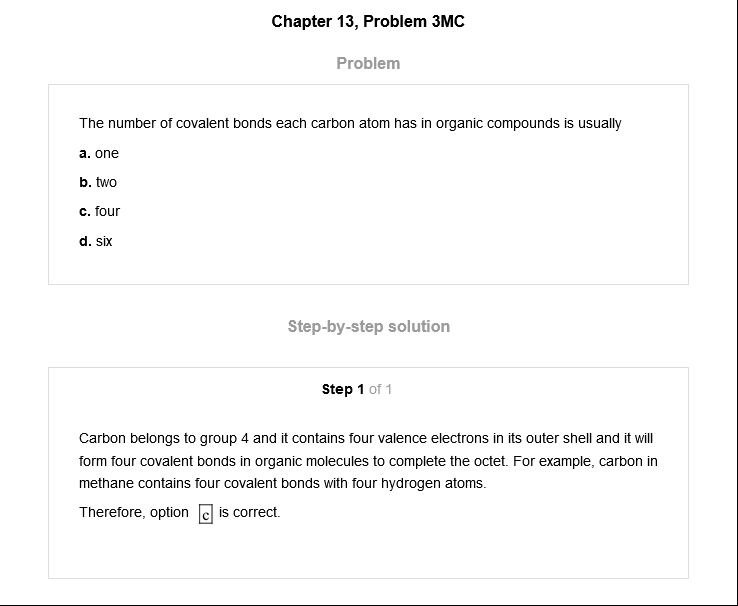 Chapter 13, Problem 3MC
Problem
The number of covalent bonds each carbon atom has in organic compounds is usually
a. one
b. two
c. four
d. six
Step-by-step solution
Step 1 of 1
Carbon belongs to group 4 and it contains four valence electrons in its outer shell and it will
form four covalent bonds in organic molecules to complete the octet. For example, carbon in
methane contains four covalent bonds with four hydrogen atoms.
Therefore, option c is correct.